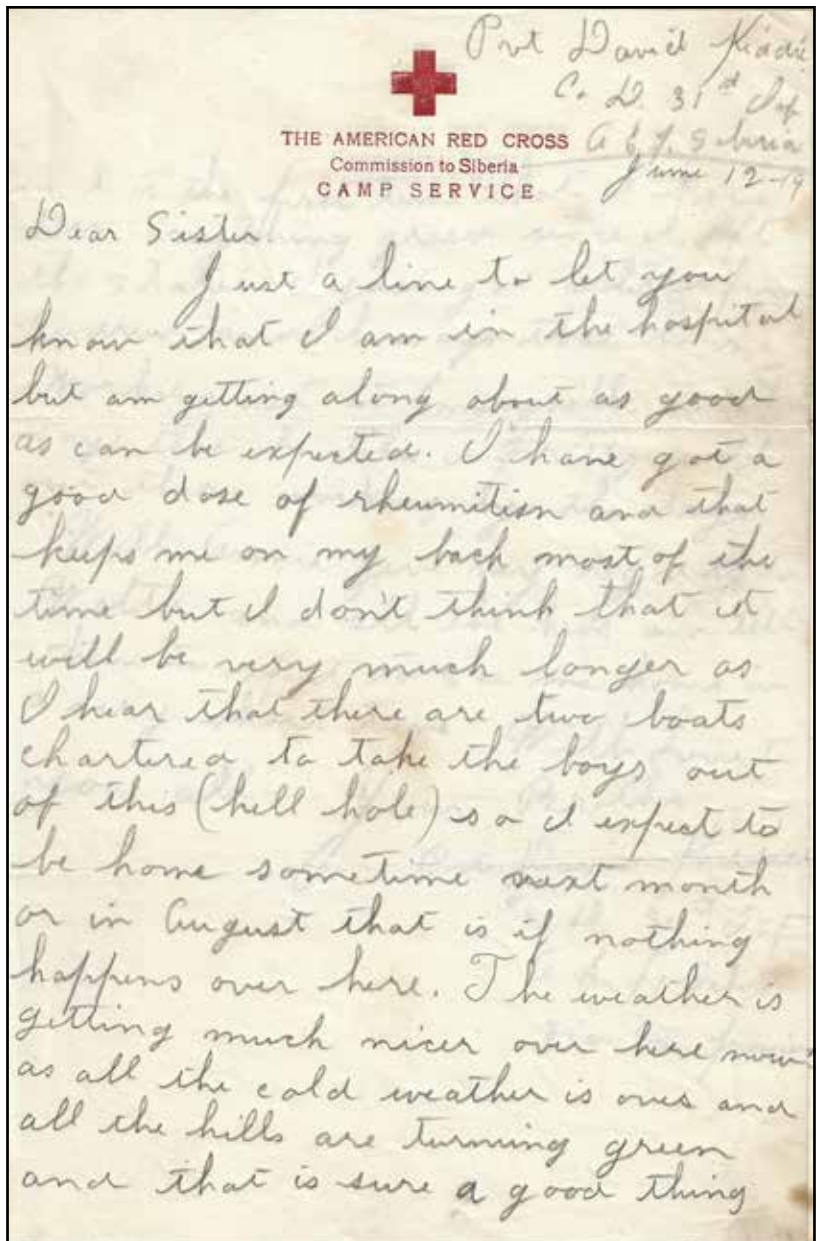 Pvt David Kiddie
Co D. 31st Inf
A E F. Siberia
June 12-19
THE AMERICAN RED CROSS
Commission to Siberia
CAMP SERVICE
Dear Sister
Just a line to let you
know that I am in the hospital
but am getting along about as good
as can be expected. I have got a
good dose of rheumitism and that
keeps me on my back most of the
time but I don't think that it
will be very much longer as
I hear that there are two boats
chartered to take the boys out
of this (hell hole) so I expect to
be home sometime next month
or in August that is if nothing
happens over here. The weather is
getting much nicer over here now
as all the cold weather is over and
all the hills are turning green
and that is sure a good thing